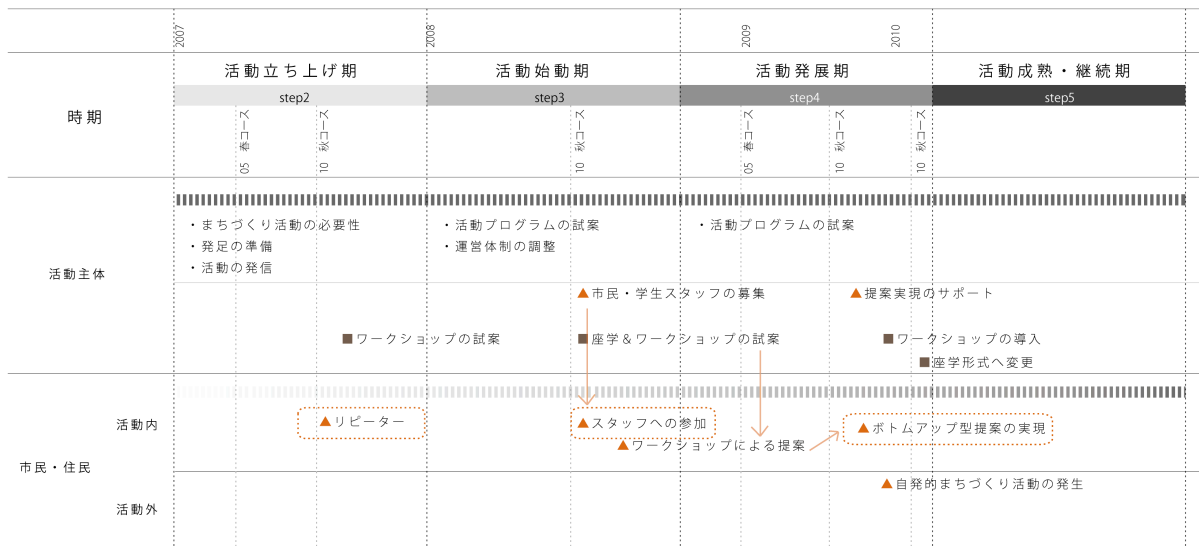 2007
2008
2009
2010
活動立ち上げ期
活動始動期
活動発展期
活動成熟・継続期
時期
step2
step3
step4
step5
05 春コース
10 秋コース
10 秋コース
05 春コース
10 秋コース
10 秋コース
活動主体
・まちづくり活動の必要性
・発足の準備
・活動の発信
・活動プログラムの試案
・運営体制の調整
・活動プログラムの試案
▲市民・学生スタッフの募集
▲提案実現のサポート
■ワークショップの試案
■座学＆ワークショップの試案
■ワークショップの導入
■座学形式へ変更
市民・住民
活動内
▲リピーター
▲スタッフへの参加
▲ワークショップによる提案
▲ボトムアップ型提案の実現
活動外
▲自発的まちづくり活動の発生